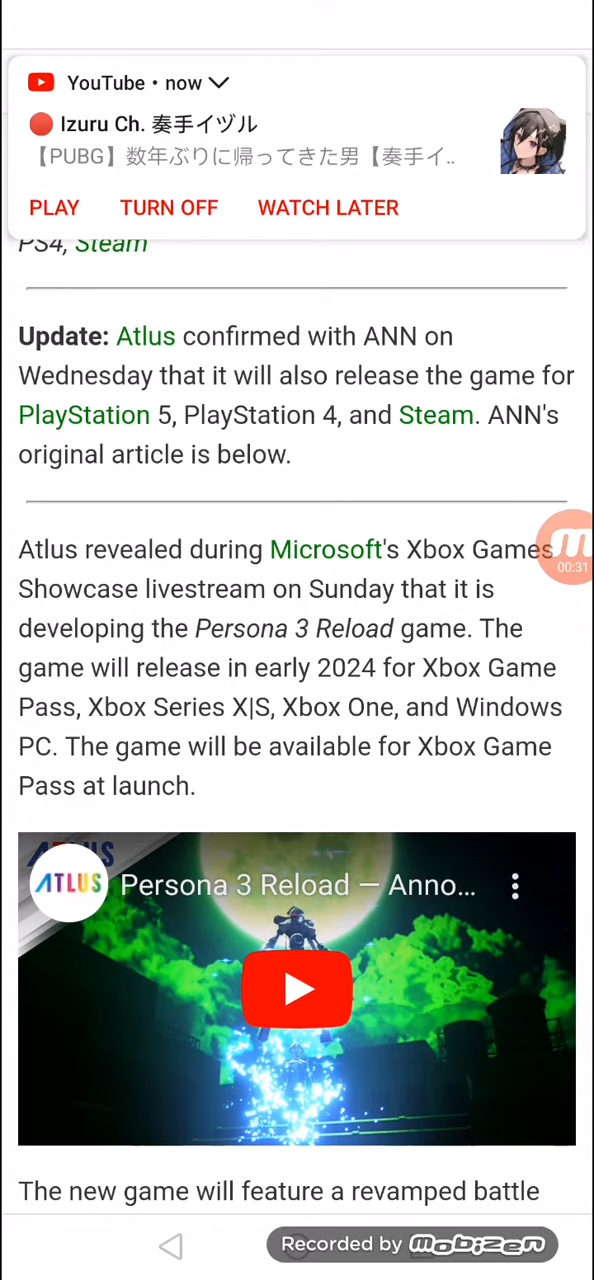 YouTube • now
🔴 Izuru Ch. 奏手イヅル
【PUBG】数年ぶりに帰ってきた男【奏手イ..
PLAY TURN OFF WATCH LATER
PS4, Steam
Update: Atlus confirmed with ANN on
Wednesday that it will also release the game for
PlayStation 5, PlayStation 4, and Steam. ANN's
original article is below.
Atlus revealed during Microsoft's Xbox Games
00:31
Showcase livestream on Sunday that it is
developing the Persona 3 Reload game. The
game will release in early 2024 for Xbox Game
Pass, Xbox Series X|S, Xbox One, and Windows
PC. The game will be available for Xbox Game
Pass at launch.
ATLUS
ATLUS Persona 3 Reload — Anno...
The new game will feature a revamped battle
Recorded by mobizen